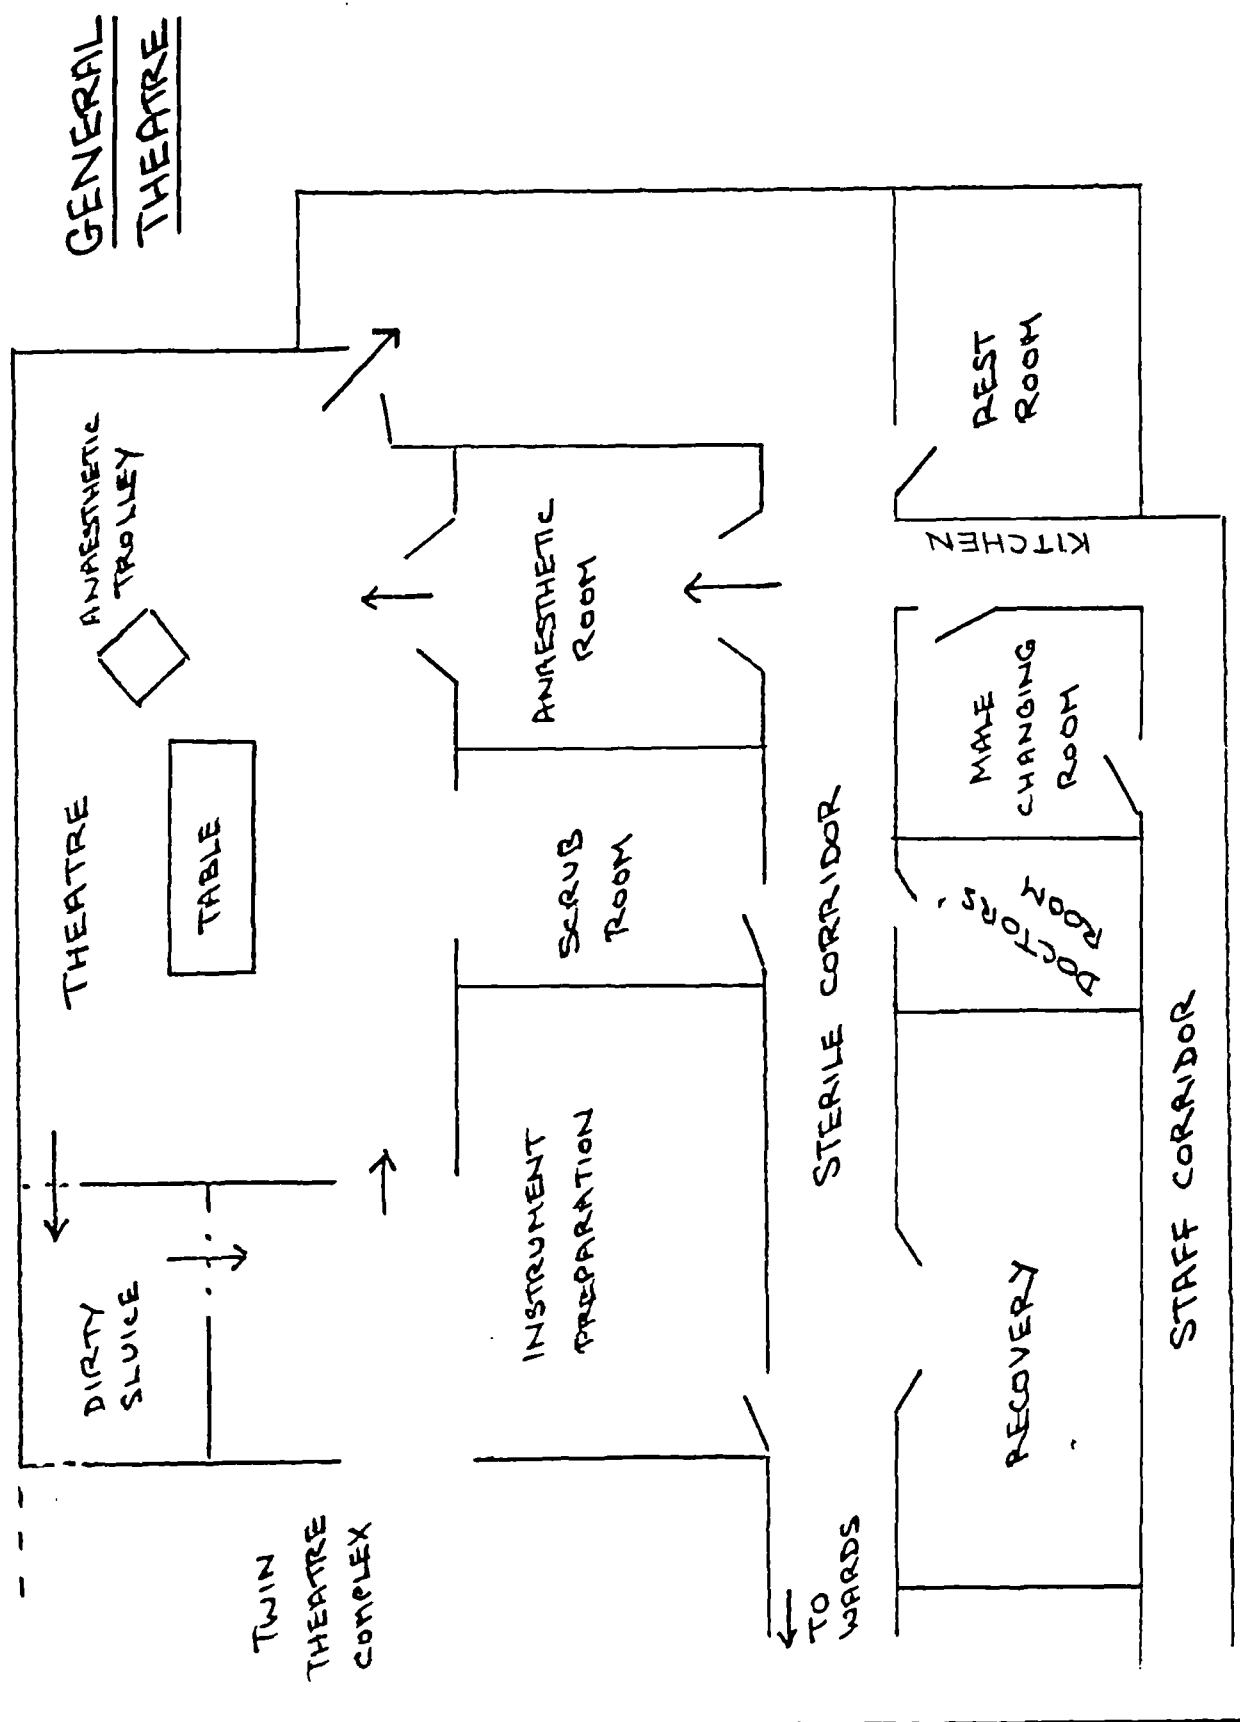 GENERAL
THEATRE
ANAESTHETIC
TROLLEY
THEATRE
TABLE
DIRTY
SLUICE
TWIN
THEATRE
COMPLEX
ANAESTHETIC
ROOM
SCRUB
ROOM
INSTRUMENT
PREPARATION
STERILE CORRIDOR
TO
WARDS
REST
ROOM
KITCHEN
MALE
CHANGING
ROOM
DOCTORS
ROOM
RECOVERY
STAFF CORRIDOR